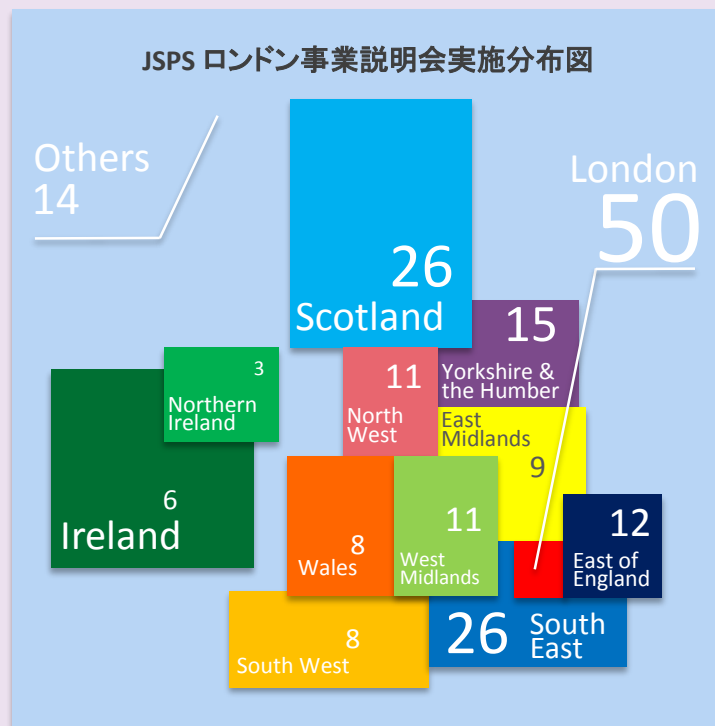 JSPS ロンドン事業説明会実施分布図
Others
14
London
50
26
Scotland
15
Yorkshire &
the Humber
3
Northern
Ireland
11
North
West
East
Midlands
9
6
Ireland
8
Wales
11
West
Midlands
12
East of
England
8
South West
26
South
East